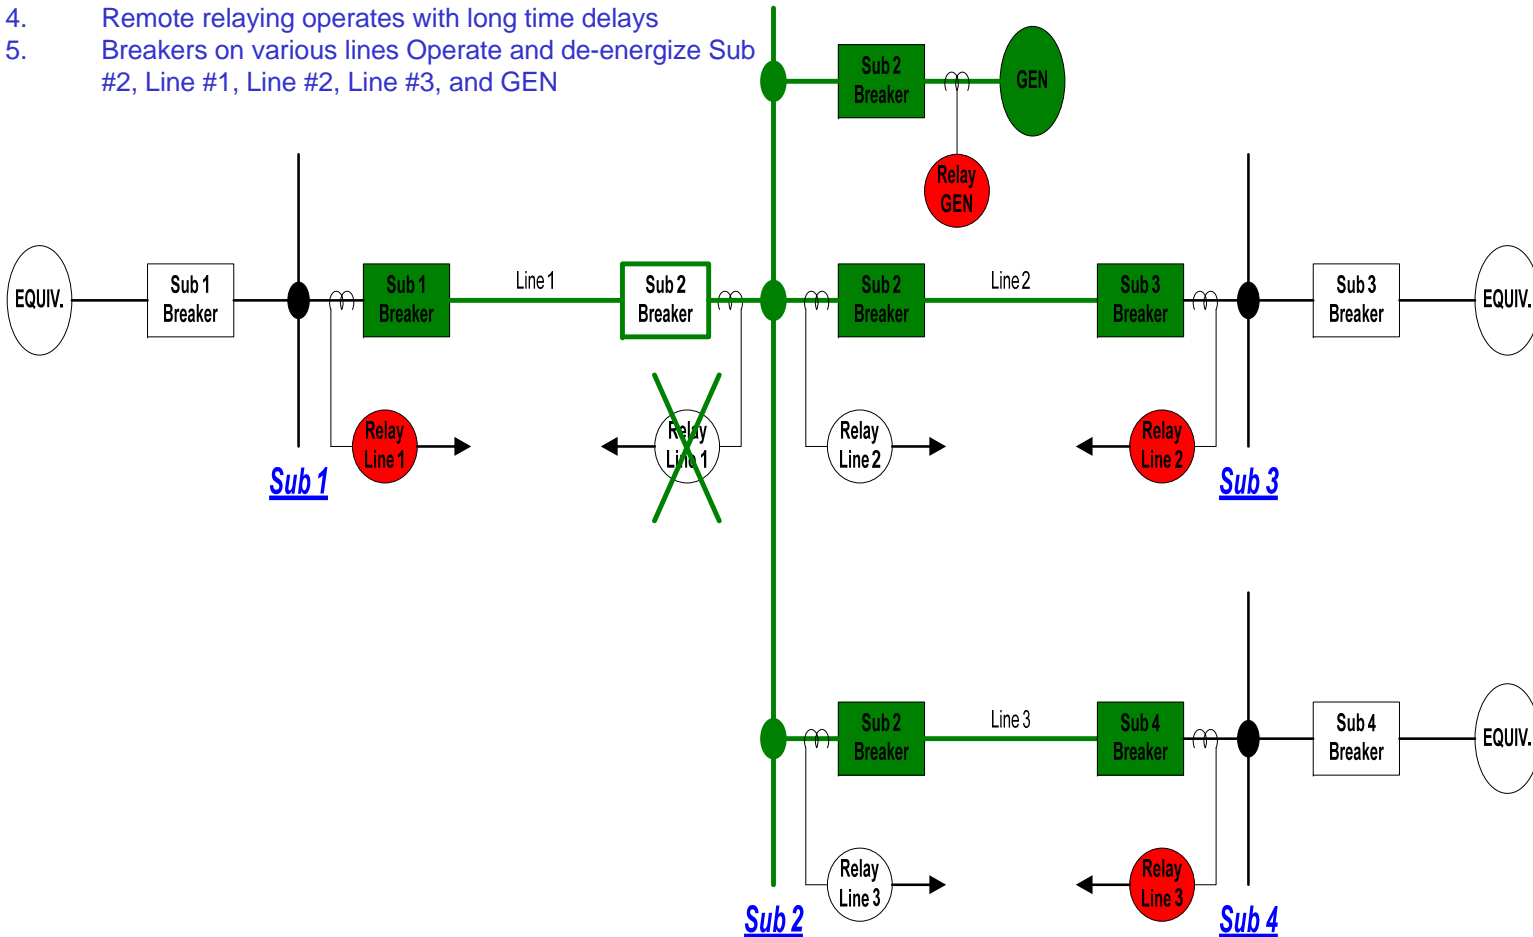 4. Remote relaying operates with long time delays
5. Breakers on various lines Operate and de-energize Sub
#2, Line #1, Line #2, Line #3, and GEN
Sub 2
Breaker
GEN
Relay
GEN
EQUIV.
Sub 1
Breaker
Sub 1
Breaker
Line 1
Sub 2
Breaker
Sub 2
Breaker
Line 2
Sub 3
Breaker
Sub 3
Breaker
EQUIV.
Relay
Line 1
Relay
Line 1
Relay
Line 2
Relay
Line 2
Sub 1
Sub 3
Sub 2
Breaker
Line 3
Sub 4
Breaker
Sub 4
Breaker
EQUIV.
Relay
Line 3
Relay
Line 3
Sub 2
Sub 4